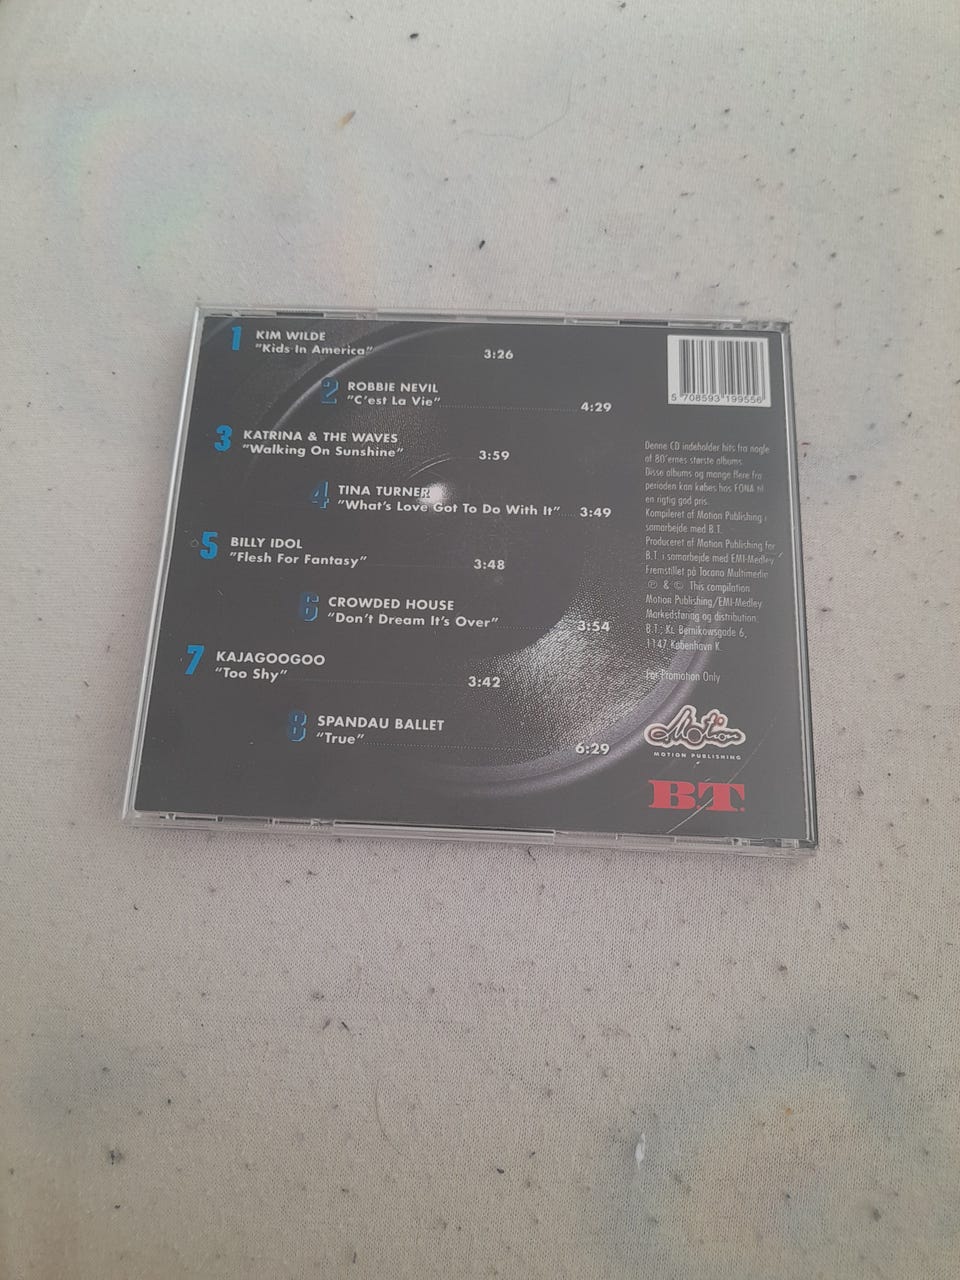 1 KIM WILDE
"Kids In America" 3:26
2 ROBBIE NEVIL
"C'est La Vie" 4:29
3 KATRINA & THE WAVES
"Walking On Sunshine" 3:59
4 TINA TURNER
"What's Love Got To Do With It" 3:49
5 BILLY IDOL
"Flesh For Fantasy" 3:48
6 CROWDED HOUSE
"Don't Dream It's Over" 3:54
7 KAJAGOOGOO
"Too Shy" 3:42
8 SPANDAU BALLET
"True" 6:29
5 708593 199556
Denne CD indeholder hits fra nogle
af 80'ernes største albums.
Disse albums og mange flere fra
perioden kan købes hos FONA til
en rigtig god pris.
Kompileret af Motion Publishing i
samarbejde med B.T.
Produceret af Motion Publishing for
B.T. i samarbejde med EMI-Medley
Fremstillet på Tocano Multimedia
℗ & © This compilation
Motion Publishing/EMI-Medley
Markedsføring og distribution:
B.T.; Kr. Bernikowsgade 6,
1147 København K.
For Promotion Only
Motion
MOTION PUBLISHING
B.T.